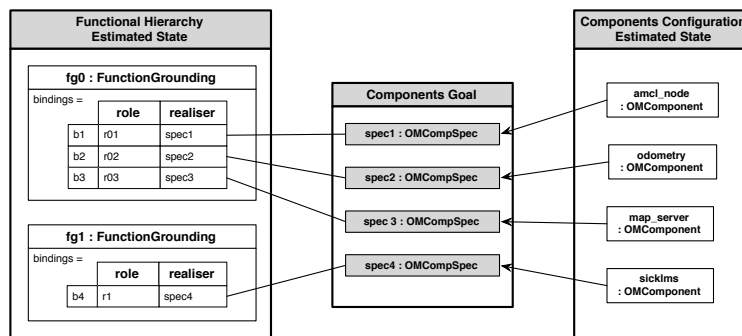 Functional Hierarchy
Estimated State
fg0 : FunctionGrounding
bindings =
role realiser
b1 r01 spec1
b2 r02 spec2
b3 r03 spec3
fg1 : FunctionGrounding
bindings =
role realiser
b4 r1 spec4
Components Goal
spec1 : OMCompSpec
spec2 : OMCompSpec
spec 3 : OMCompSpec
spec4 : OMCompSpec
Components Configuration
Estimated State
amcl_node
: OMComponent
odometry
: OMComponent
map_server
: OMComponent
sicklms
: OMComponent